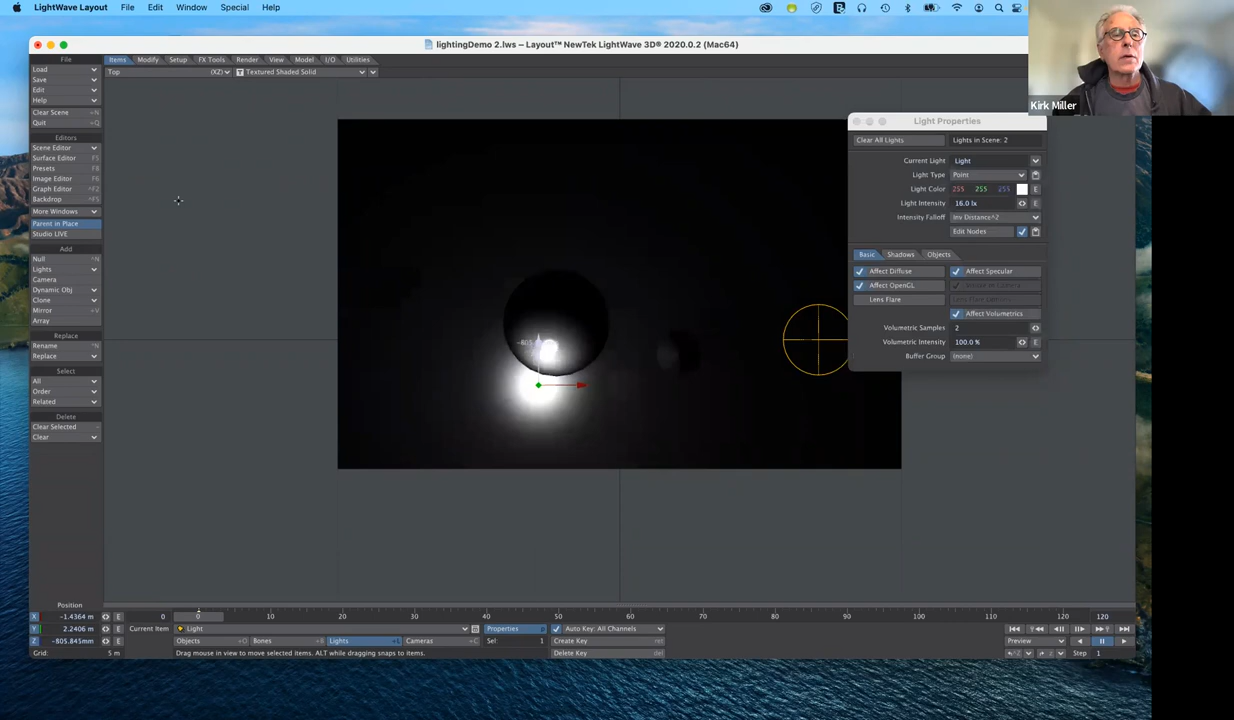 LightWave Layout File Edit Window Special Help
lightingDemo 2.lws – Layout™ NewTek LightWave 3D® 2020.0.2 (Mac64)
File Items Modify Setup FX Tools Render View Model I/O Utilities
Load Top (XZ) Textured Shaded Solid
Save
Edit
Help
Clear Scene
Quit
Editors
Scene Editor
Surface Editor F5
Presets F8
Image Editor F6
Graph Editor ^F2
Backdrop ^F5
More Windows
Parent in Place
Studio LIVE
Add
Null
Lights
Camera
Dynamic Obj
Clone
Mirror
Array
Replace
Rename
Replace
Select
All
Order
Related
Delete
Clear Selected
Clear
Kirk Miller
Light Properties
Clear All Lights Lights in Scene: 2
Current Light Light
Light Type Point
Light Color 255 255 255 E
Light Intensity 16.0 lx E
Intensity Falloff Inv Distance^2
Edit Nodes
Basic Shadows Objects
Affect Diffuse Affect Specular
Affect OpenGL
Lens Flare
Affect Volumetrics
Volumetric Samples 2
Volumetric Intensity 100.0 % E
Buffer Group (none)
Position
X -1.4364 m E 0 0 10 20 30 40 50 60 70 80 90 100 110 120 120
Y 2.2406 m E Current Item Light Properties Auto Key: All Channels
Z -805.845mm E Objects Bones Lights Cameras Sel: 1 Create Key Preview
Grid: 5 m Drag mouse in view to move selected items. ALT while dragging snaps to items. Delete Key Step 1